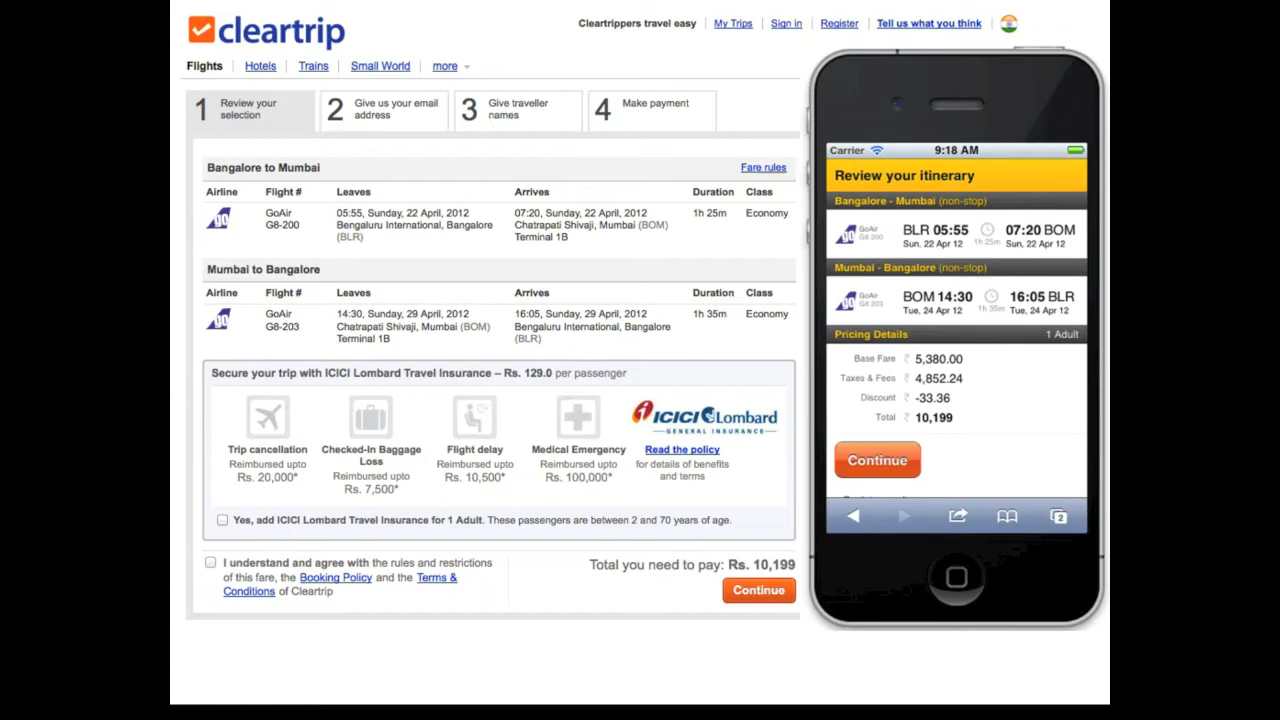 cleartrip
Cleartrippers travel easy My Trips Sign in Register Tell us what you think
Flights Hotels Trains Small World more
1 Review your selection
2 Give us your email address
3 Give traveller names
4 Make payment
Bangalore to Mumbai Fare rules
Airline Flight # Leaves Arrives Duration Class
go GoAir 05:55, Sunday, 22 April, 2012 07:20, Sunday, 22 April, 2012 1h 25m Economy
G8-200 Bengaluru International, Bangalore Chatrapati Shivaji, Mumbai (BOM)
(BLR) Terminal 1B
Mumbai to Bangalore
Airline Flight # Leaves Arrives Duration Class
go GoAir 14:30, Sunday, 29 April, 2012 16:05, Sunday, 29 April, 2012 1h 35m Economy
G8-203 Chatrapati Shivaji, Mumbai (BOM) Bengaluru International, Bangalore
Terminal 1B (BLR)
Secure your trip with ICICI Lombard Travel Insurance – Rs. 129.0 per passenger
Trip cancellation
Reimbursed upto
Rs. 20,000*
Checked-In Baggage
Loss
Reimbursed upto
Rs. 7,500*
Flight delay
Reimbursed upto
Rs. 10,500*
Medical Emergency
Reimbursed upto
Rs. 100,000*
ICICI Lombard
GENERAL INSURANCE
Read the policy
for details of benefits
and terms
Yes, add ICICI Lombard Travel Insurance for 1 Adult. These passengers are between 2 and 70 years of age.
I understand and agree with the rules and restrictions
of this fare, the Booking Policy and the Terms &
Conditions of Cleartrip
Total you need to pay: Rs. 10,199
Continue
Carrier 9:18 AM
Review your itinerary
Bangalore - Mumbai (non-stop)
go GoAir BLR 05:55 07:20 BOM
G8 200 Sun, 22 Apr 12 1h 25m Sun, 22 Apr 12
Mumbai - Bangalore (non-stop)
go GoAir BOM 14:30 16:05 BLR
G8 203 Tue, 24 Apr 12 1h 35m Tue, 24 Apr 12
Pricing Details 1 Adult
Base Fare ₹ 5,380.00
Taxes & Fees ₹ 4,852.24
Discount ₹ -33.36
Total ₹ 10,199
Continue
2